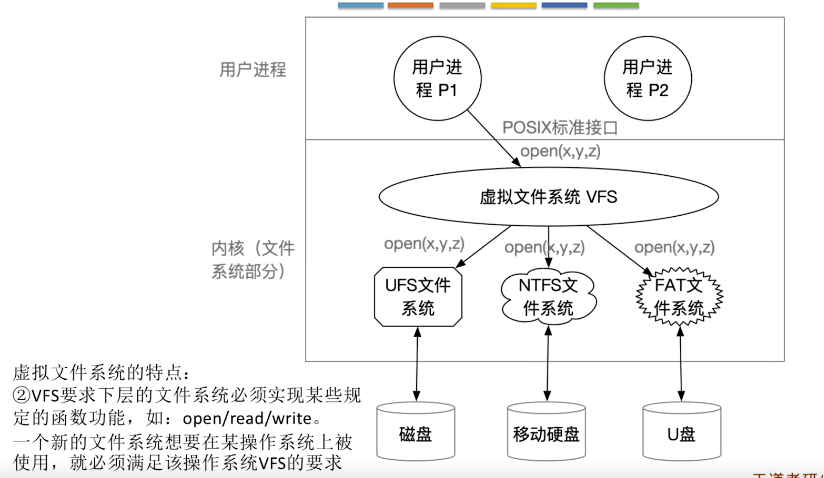 用户进程
用户进
程 P1
用户进
程 P2
POSIX标准接口
open(x,y,z)
虚拟文件系统 VFS
内核（文件
系统部分）
open(x,y,z)
open(x,y,z)
open(x,y,z)
UFS文件
系统
NTFS文
件系统
FAT文
件系统
虚拟文件系统的特点：
②VFS要求下层的文件系统必须实现某些规
定的函数功能，如：open/read/write。
一个新的文件系统想要在某操作系统上被
使用，就必须满足该操作系统VFS的要求
磁盘
移动硬盘
U盘